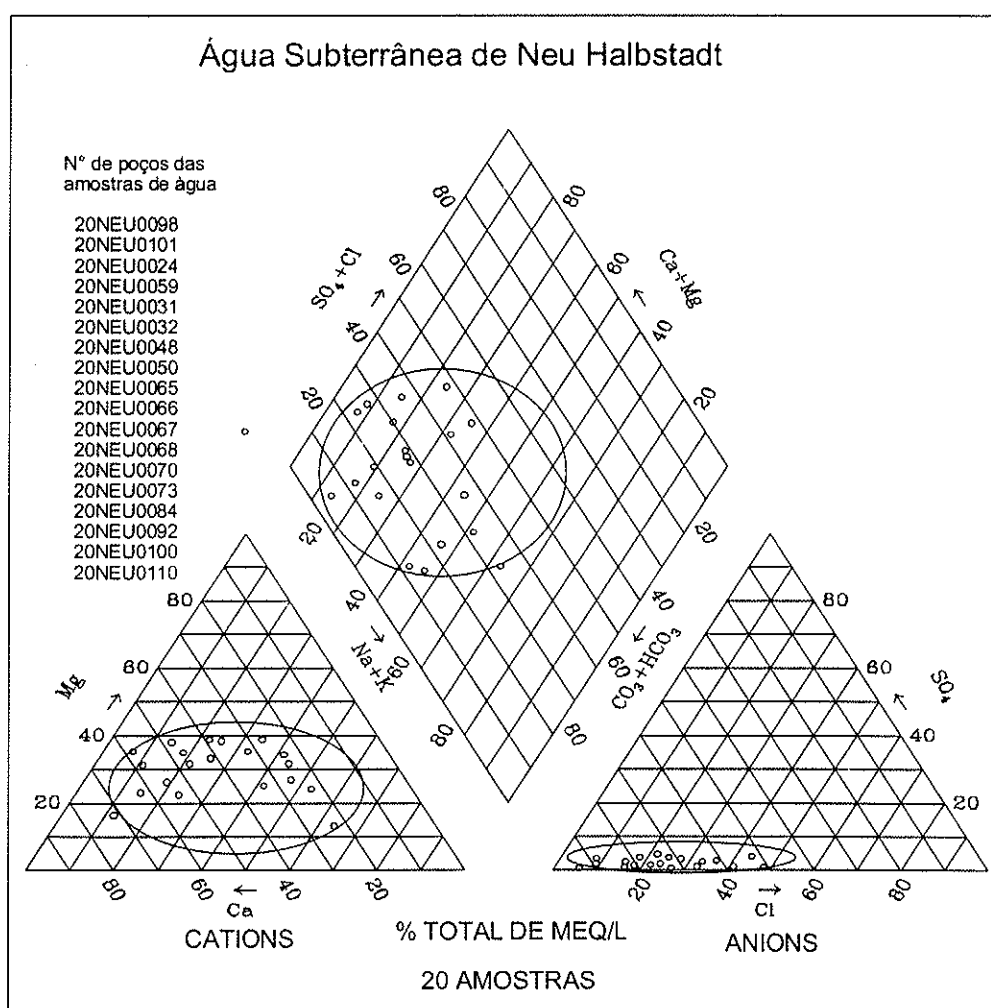 Água Subterrânea de Neu Halbstadt
N° de poços das
amostras de àgua
20NEU0098
20NEU0101
20NEU0024
20NEU0059
20NEU0031
20NEU0032
20NEU0048
20NEU0050
20NEU0065
20NEU0066
20NEU0067
20NEU0068
20NEU0070
20NEU0073
20NEU0084
20NEU0092
20NEU0100
20NEU0110
80
60
40
20
SO₄+Cl →
80
60
40
20
Ca+Mg ←
20
40
60
80
→ Na+K
20
40
60
80
← CO₃+HCO₃
80
60
40
20
Mg →
80
60
40
20
← Ca
CATIONS
80
60
40
20
SO₄ ←
20
40
60
80
→ Cl
ANIONS
% TOTAL DE MEQ/L
20 AMOSTRAS